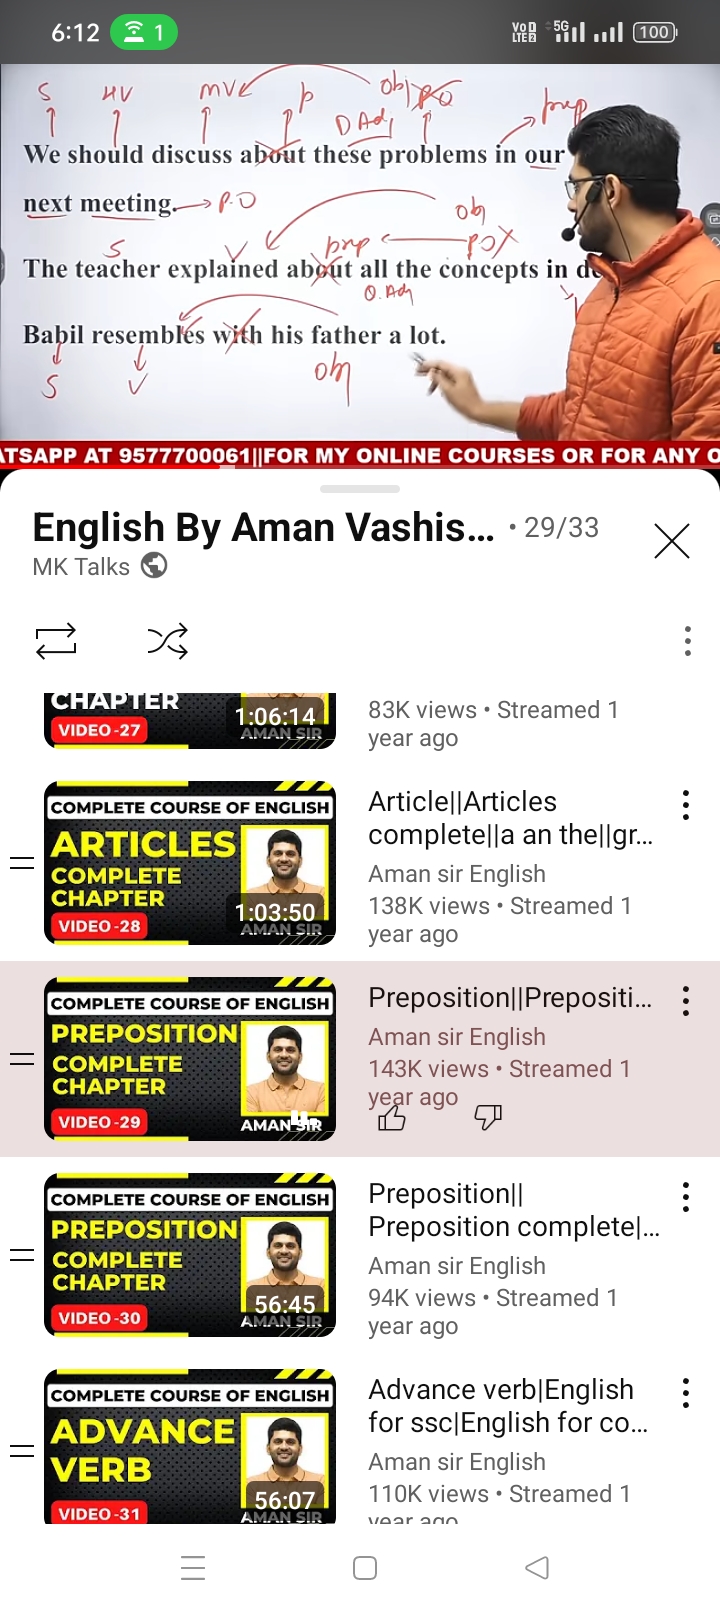 6:12 1 VoD LTE2 5G 100
S HV MV p obj PO prep
D Adj
We should discuss about these problems in our
next meeting. P.O
obj
S V prep POX
The teacher explained about all the concepts in
Q.Adj
Babil resembles with his father a lot.
S V obj
ATSAPP AT 9577700061||FOR MY ONLINE COURSES OR FOR ANY
English By Aman Vashis... • 29/33
MK Talks
CHAPTER
VIDEO-27
1:06:14
AMAN SIR
83K views • Streamed 1
year ago
COMPLETE COURSE OF ENGLISH
ARTICLES
COMPLETE
CHAPTER
VIDEO-28
1:03:50
AMAN SIR
Article||Articles
complete||a an the||gr...
Aman sir English
138K views • Streamed 1
year ago
COMPLETE COURSE OF ENGLISH
PREPOSITION
COMPLETE
CHAPTER
VIDEO-29
AMAN SIR
Preposition||Prepositi...
Aman sir English
143K views • Streamed 1
year ago
COMPLETE COURSE OF ENGLISH
PREPOSITION
COMPLETE
CHAPTER
VIDEO-30
56:45
AMAN SIR
Preposition||
Preposition complete|...
Aman sir English
94K views • Streamed 1
year ago
COMPLETE COURSE OF ENGLISH
ADVANCE
VERB
VIDEO-31
56:07
AMAN SIR
Advance verb|English
for ssc|English for co...
Aman sir English
110K views • Streamed 1
year ago